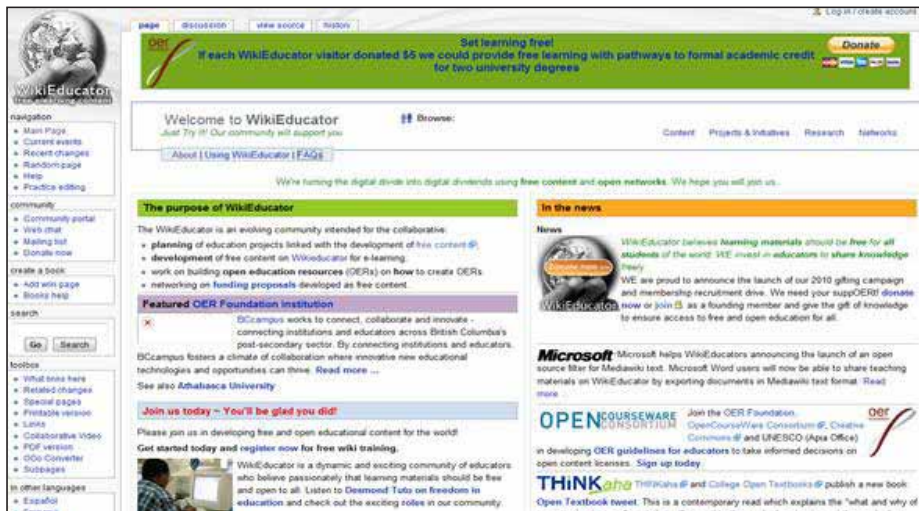 Log in / create account
page discussion view source history
oer
Set learning free!
If each WikiEducator visitor donated $5 we could provide free learning with pathways to formal academic credit
for two university degrees
Donate
WikiEducator
free elearning content
navigation
Main Page
Current events
Recent changes
Random page
Help
Practice editing
community
Community portal
Web chat
Mailing list
Donate now
create a book
Add wiki page
Books help
search
Go Search
toolbox
What links here
Related changes
Special pages
Printable version
Links
Collaborative Video
PDF version
OOo Converter
Subpages
in other languages
Español
Welcome to WikiEducator
Just Try It! Our community will support you
Browse:
Content Projects & Initiatives Research Networks
About | Using WikiEducator | FAQs
We're turning the digital divide into digital dividends using free content and open networks. We hope you will join us.
The purpose of WikiEducator
The WikiEducator is an evolving community intended for the collaborative:
planning of education projects linked with the development of free content
development of free content on Wikieducator for e-learning.
work on building open education resources (OERs) on how to create OERs.
networking on funding proposals developed as free content.
Featured OER Foundation Institution
BCcampus works to connect, collaborate and innovate -
connecting institutions and educators across British Columbia's
post-secondary sector. By connecting institutions and educators,
BCcampus fosters a climate of collaboration where innovative new educational
technologies and opportunities can thrive. Read more ...
See also Athabasca University
Join us today ~ You'll be glad you did!
Please join us in developing free and open educational content for the world!
Get started today and register now for free wiki training.
WikiEducator is a dynamic and exciting community of educators
who believe passionately that learning materials should be free
and open to all. Listen to Desmond Tutu on freedom in
education and check out the exciting roles in our community.
In the news
News
WikiEducator believes learning materials should be free for all
students of the world. WE invest in educators to share knowledge
freely.
WE are proud to announce the launch of our 2010 gifting campaign
and membership recruitment drive. We need your suppOERt! donate
now or join as a founding member and give the gift of knowledge
to ensure access to free and open education for all.
Donate now
WikiEducator
Microsoft Microsoft helps WikiEducators announcing the launch of an open
source filter for Mediawiki text. Microsoft Word users will now be able to share teaching
materials on WikiEducator by exporting documents in Mediawiki text format. Read
more ...
OPENCOURSEWARE
CONSORTIUM
Join the OER Foundation,
OpenCourseWare Consortium, Creative
Commons and UNESCO (Apia Office)
oer
in developing OER guidelines for educators to take informed decisions on
open content licenses. Sign up today.
THiNKaha THiNKaha and College Open Textbooks publish a new book:
Open Textbook tweet. This is a contemporary read which explains the "what and why of